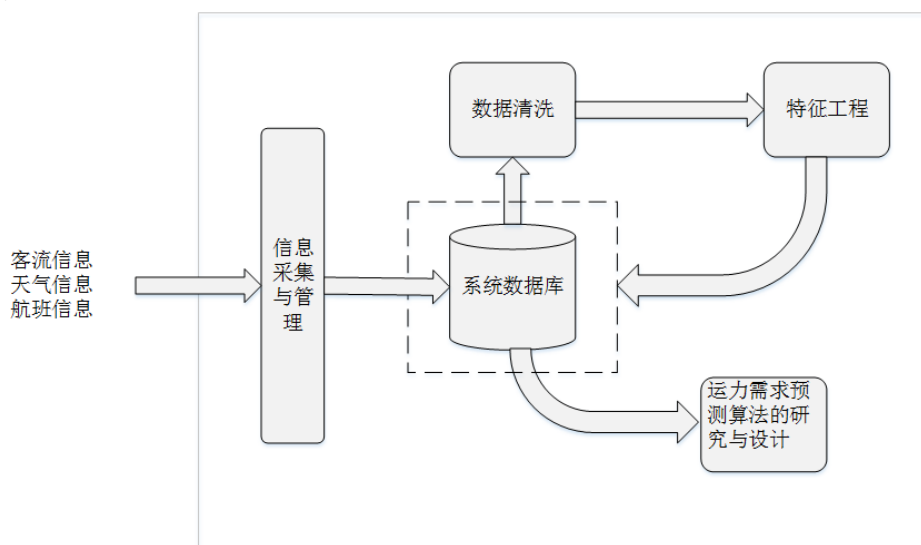 数据清洗
特征工程
客流信息
天气信息
航班信息
信息
采集
与管
理
系统数据库
运力需求预
测算法的研
究与设计